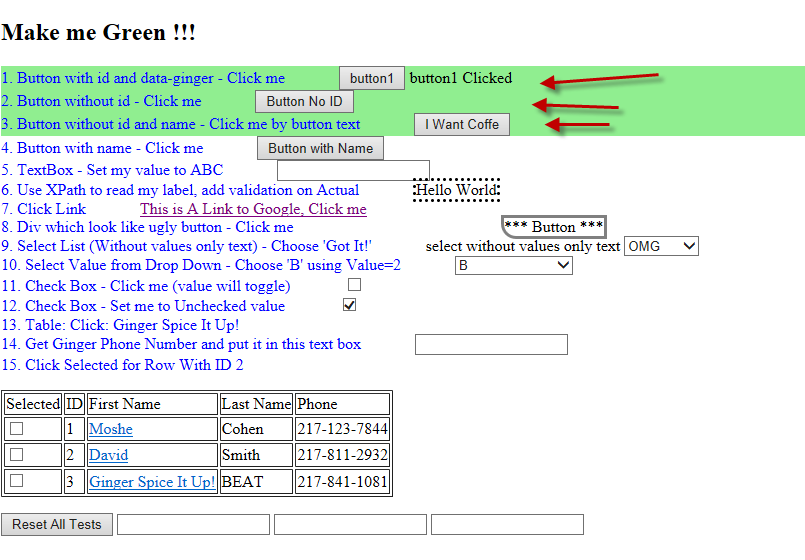 Make me Green !!!
1. Button with id and data-ginger - Click me button1 button1 Clicked
2. Button without id - Click me Button No ID
3. Button without id and name - Click me by button text I Want Coffe
4. Button with name - Click me Button with Name
5. TextBox - Set my value to ABC
6. Use XPath to read my label, add validation on Actual Hello World
7. Click Link This is A Link to Google, Click me
8. Div which look like ugly button - Click me *** Button ***
9. Select List (Without values only text) - Choose 'Got It!' select without values only text OMG
10. Select Value from Drop Down - Choose 'B' using Value=2 B
11. Check Box - Click me (value will toggle)
12. Check Box - Set me to Unchecked value
13. Table: Click: Ginger Spice It Up!
14. Get Ginger Phone Number and put it in this text box
15. Click Selected for Row With ID 2
Selected ID First Name Last Name Phone
1 Moshe Cohen 217-123-7844
2 David Smith 217-811-2932
3 Ginger Spice It Up! BEAT 217-841-1081
Reset All Tests